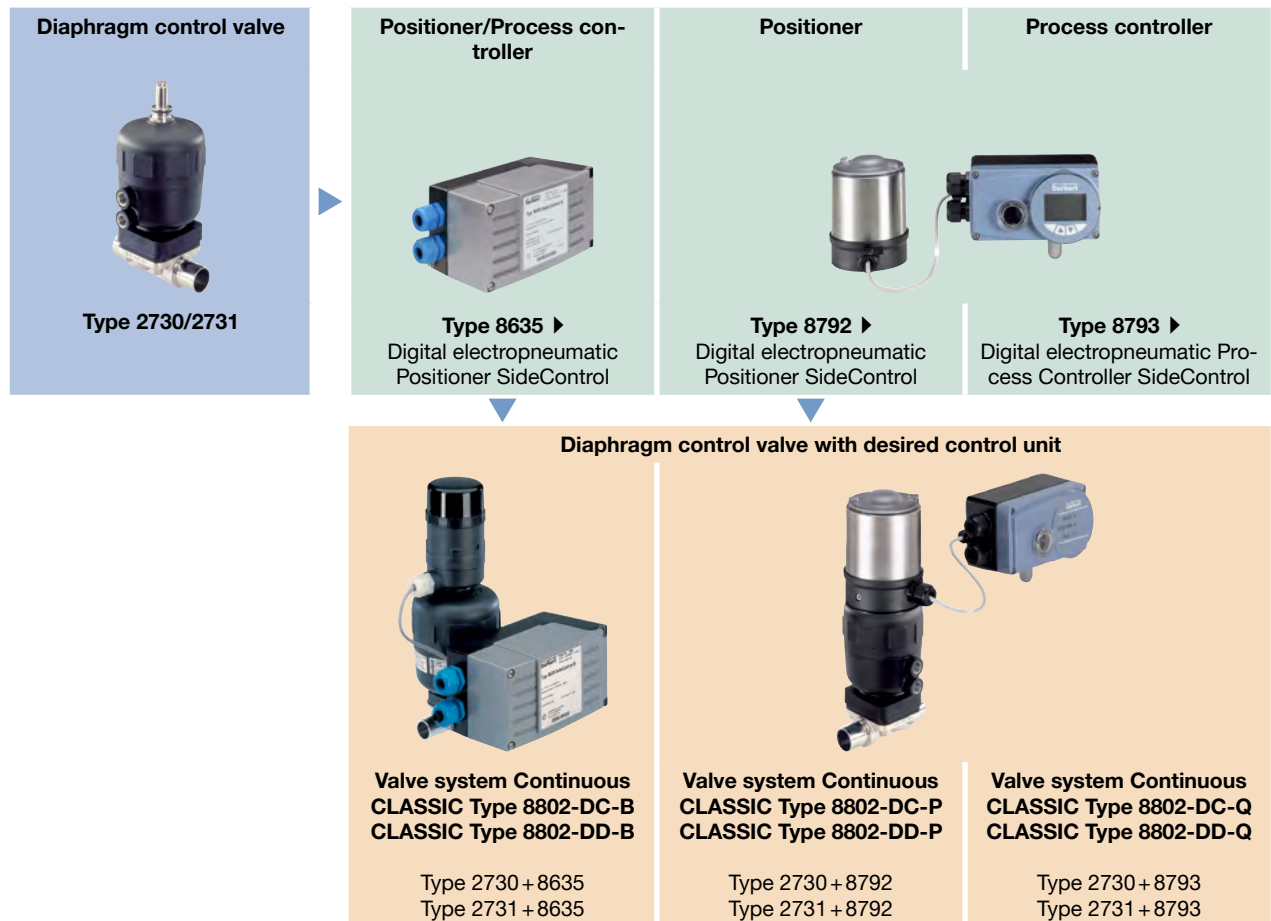 Diaphragm control valve
Positioner/Process con-
troller
Positioner
Process controller
Type 2730/2731
Type 8635 ▶
Digital electropneumatic
Positioner SideControl
Type 8792 ▶
Digital electropneumatic
Positioner SideControl
Type 8793 ▶
Digital electropneumatic Pro-
cess Controller SideControl
Diaphragm control valve with desired control unit
Valve system Continuous
CLASSIC Type 8802-DC-B
CLASSIC Type 8802-DD-B
Type 2730 + 8635
Type 2731 + 8635
Valve system Continuous
CLASSIC Type 8802-DC-P
CLASSIC Type 8802-DD-P
Type 2730 + 8792
Type 2731 + 8792
Valve system Continuous
CLASSIC Type 8802-DC-Q
CLASSIC Type 8802-DD-Q
Type 2730 + 8793
Type 2731 + 8793